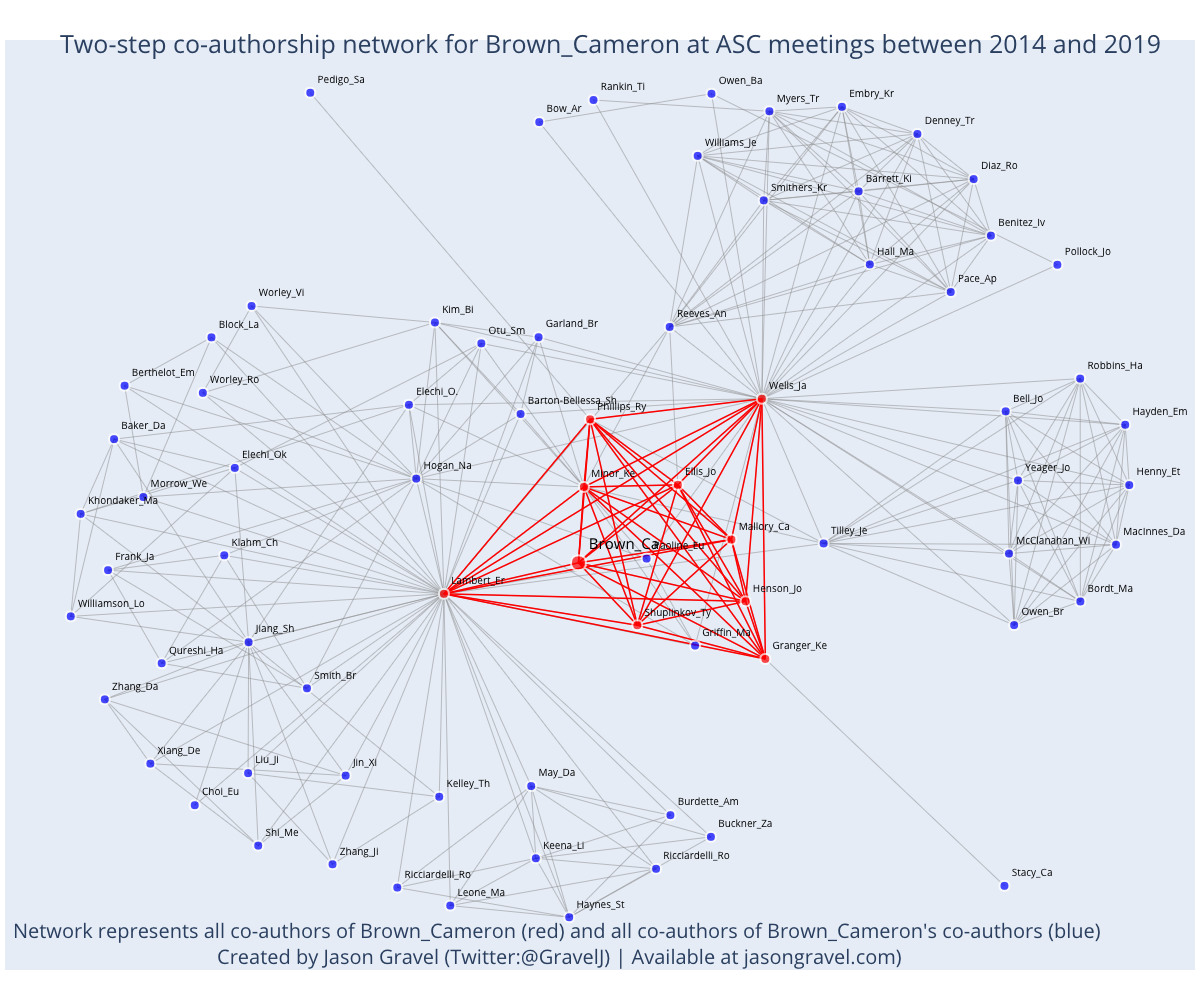 Two-step co-authorship network for Brown_Cameron at ASC meetings between 2014 and 2019
Pedigo_Sa
Rankin_Ti
Owen_Ba
Bow_Ar
Myers_Tr
Embry_Kr
Denney_Tr
Williams_Je
Diaz_Ro
Barrett_Ki
Smithers_Kr
Benitez_Iv
Hall_Ma
Pollock_Jo
Pace_Ap
Worley_Vi
Kim_Bi
Reeves_An
Block_La
Otu_Sm
Garland_Br
Berthelot_Em
Worley_Ro
Wells_Ja
Robbins_Ha
Elechi_O.
Barton-Bellessa_Sh
Phillips_Ry
Bell_Jo
Hayden_Em
Baker_Da
Elechi_Ok
Hogan_Na
Minor_Ke
Ellis_Jo
Yeager_Jo
Henny_Et
Morrow_We
Khondaker_Ma
Mallory_Ca
Tilley_Je
Macinnes_Da
Klahm_Ch
Brown_Ca
McClanahan_Wi
Frank_Ja
Lambert_Er
Henson_Jo
Bordt_Ma
Williamson_Lo
Shuplinkov_Ty
Owen_Br
Jiang_Sh
Griffin_Ma
Granger_Ke
Qureshi_Ha
Smith_Br
Zhang_Da
Xiang_De
Liu_Ji
Jin_Xi
Choi_Eu
Kelley_Th
May_Da
Burdette_Am
Shi_Me
Buckner_Za
Zhang_Ji
Keena_Li
Ricciardelli_Ro
Ricciardelli_Ro
Leone_Ma
Haynes_St
Stacy_Ca
Network represents all co-authors of Brown_Cameron (red) and all co-authors of Brown_Cameron's co-authors (blue)
Created by Jason Gravel (Twitter:@GravelJ) | Available at jasongravel.com)